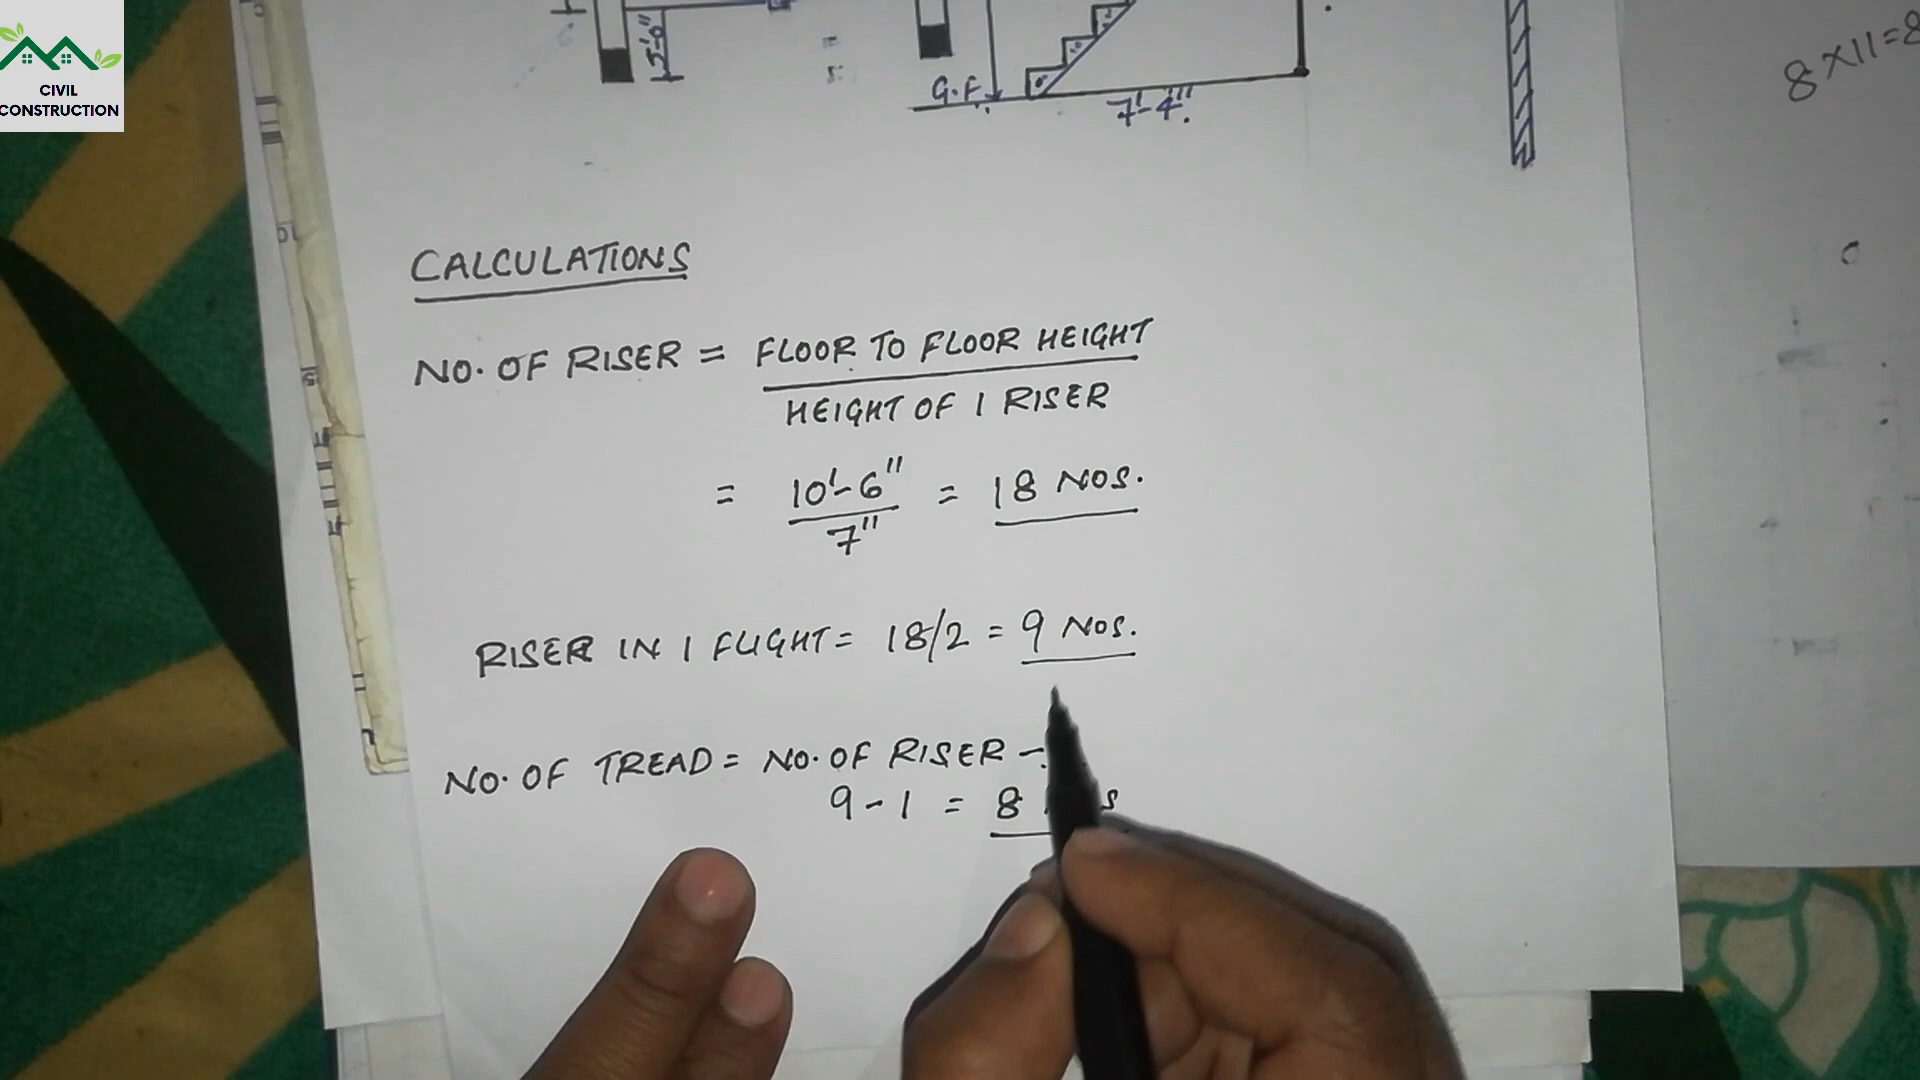 CIVIL
CONSTRUCTION
G.F
7'-4"
8×11=8
CALCULATIONS
NO. OF RISER = FLOOR TO FLOOR HEIGHT
HEIGHT OF 1 RISER
= 10'-6" = 18 NOS.
7"
RISER IN 1 FLIGHT = 18/2 = 9 NOS.
NO. OF TREAD = NO. OF RISER -
9 - 1 = 8